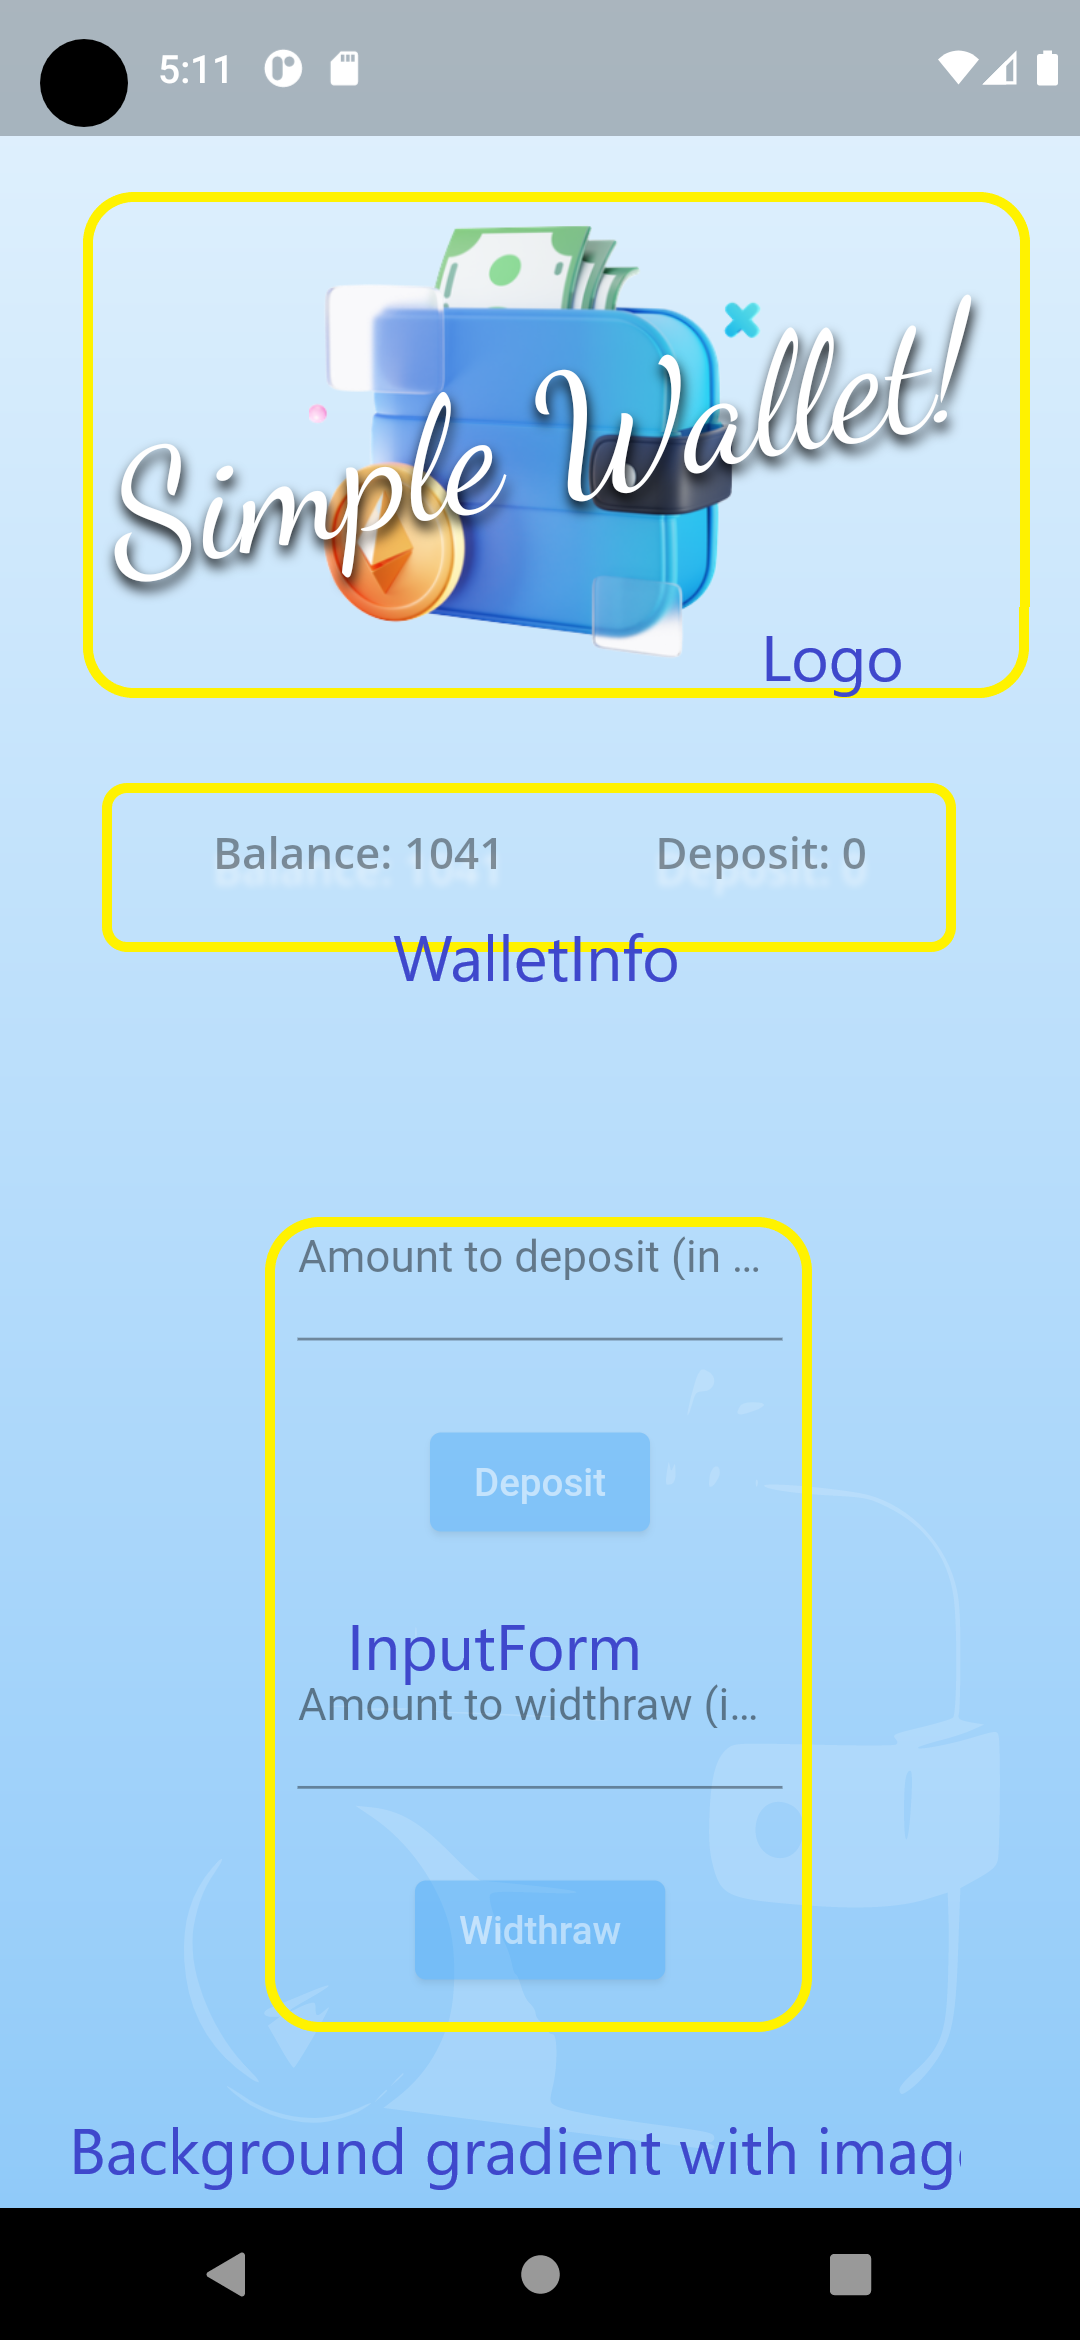 5:11
Simple Wallet!
Logo
Balance: 1041 Deposit: 0
WalletInfo
Amount to deposit (in ...
Deposit
InputForm
Amount to widthraw (i...
Widthraw
Background gradient with imag